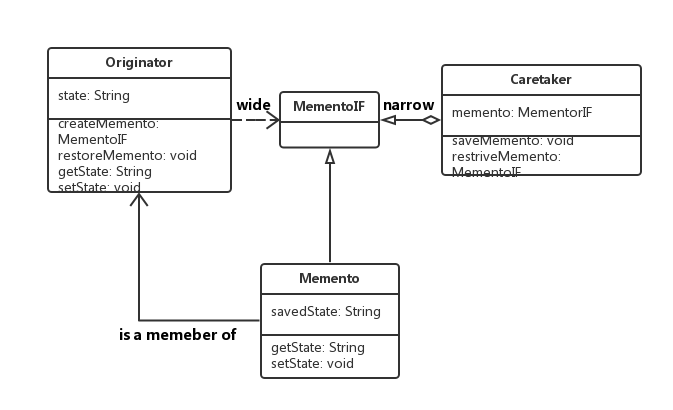 Originator
state: String
createMemento:
MementoIF
restoreMemento: void
getState: String
setState: void
wide
MementoIF
narrow
Caretaker
memento: MementorIF
saveMemento: void
restriveMemento:
MementoIF
Memento
savedState: String
getState: String
setState: void
is a memeber of